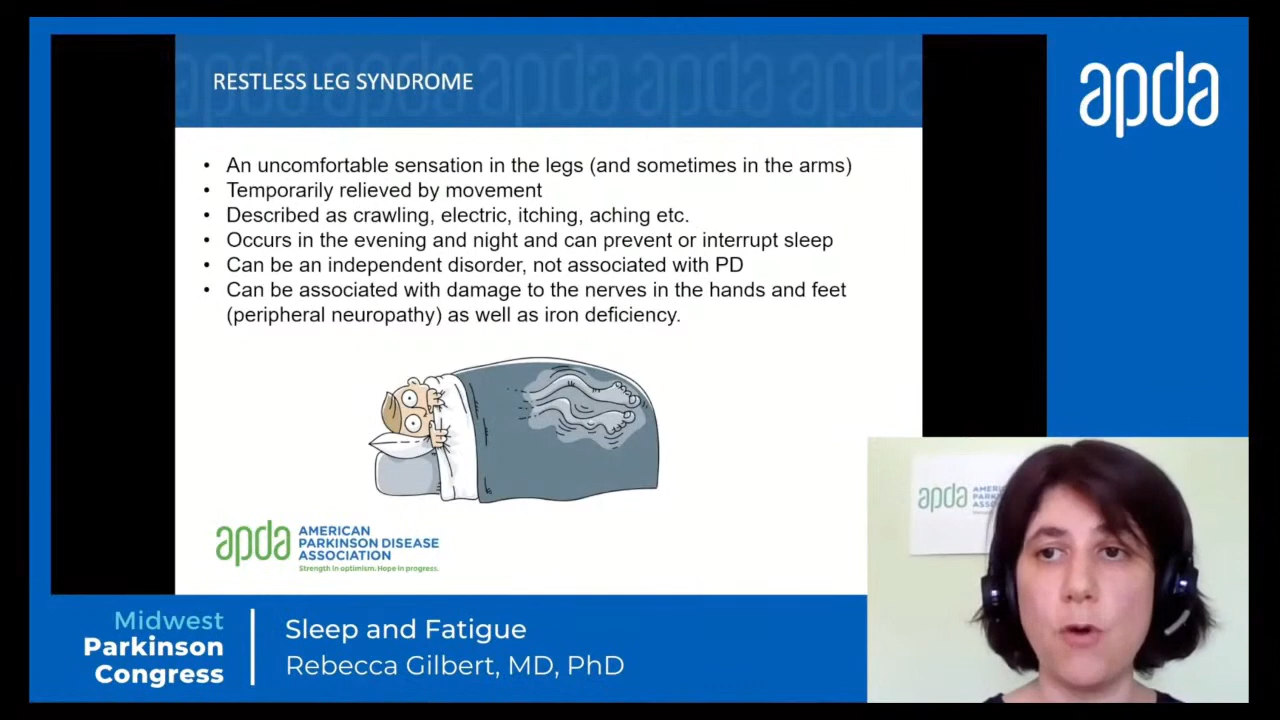 RESTLESS LEG SYNDROME
• An uncomfortable sensation in the legs (and sometimes in the arms)
• Temporarily relieved by movement
• Described as crawling, electric, itching, aching etc.
• Occurs in the evening and night and can prevent or interrupt sleep
• Can be an independent disorder, not associated with PD
• Can be associated with damage to the nerves in the hands and feet
(peripheral neuropathy) as well as iron deficiency.
apda
AMERICAN
PARKINSON DISEASE
ASSOCIATION
Strength in optimism. Hope in progress.
apda
apda
Midwest
Parkinson
Congress
Sleep and Fatigue
Rebecca Gilbert, MD, PhD